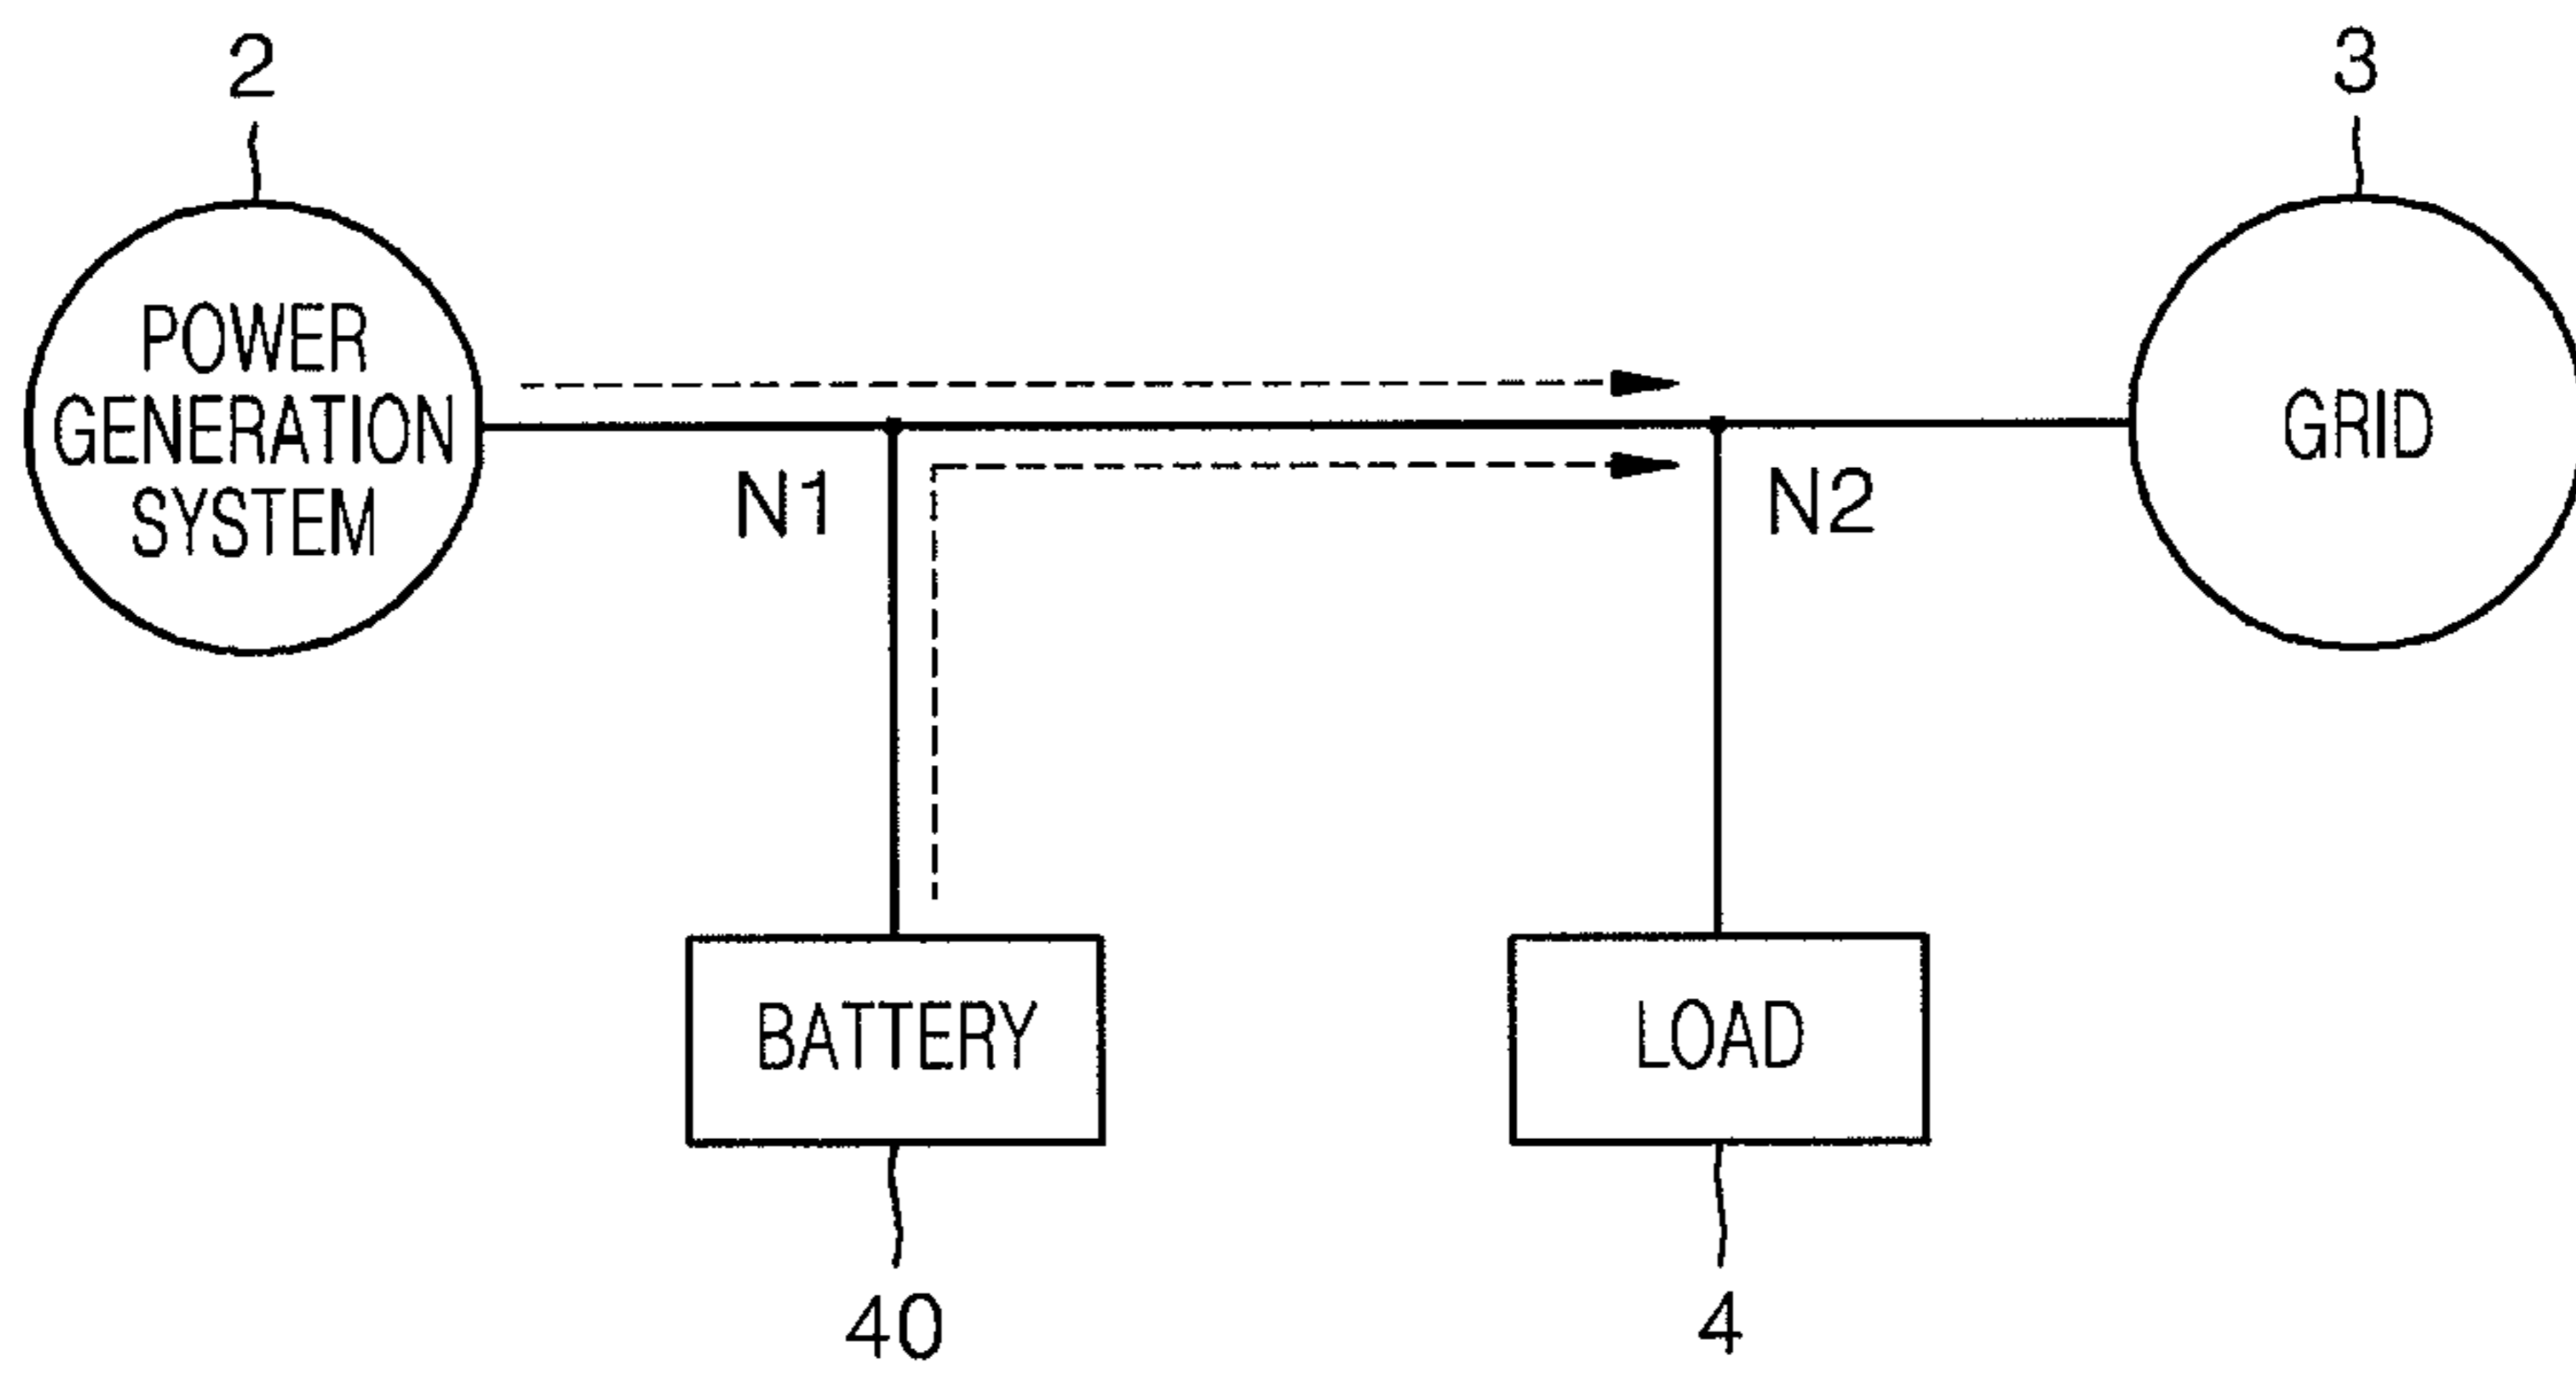 2
3
POWER
GENERATION
SYSTEM
GRID
N1
N2
BATTERY
LOAD
40
4